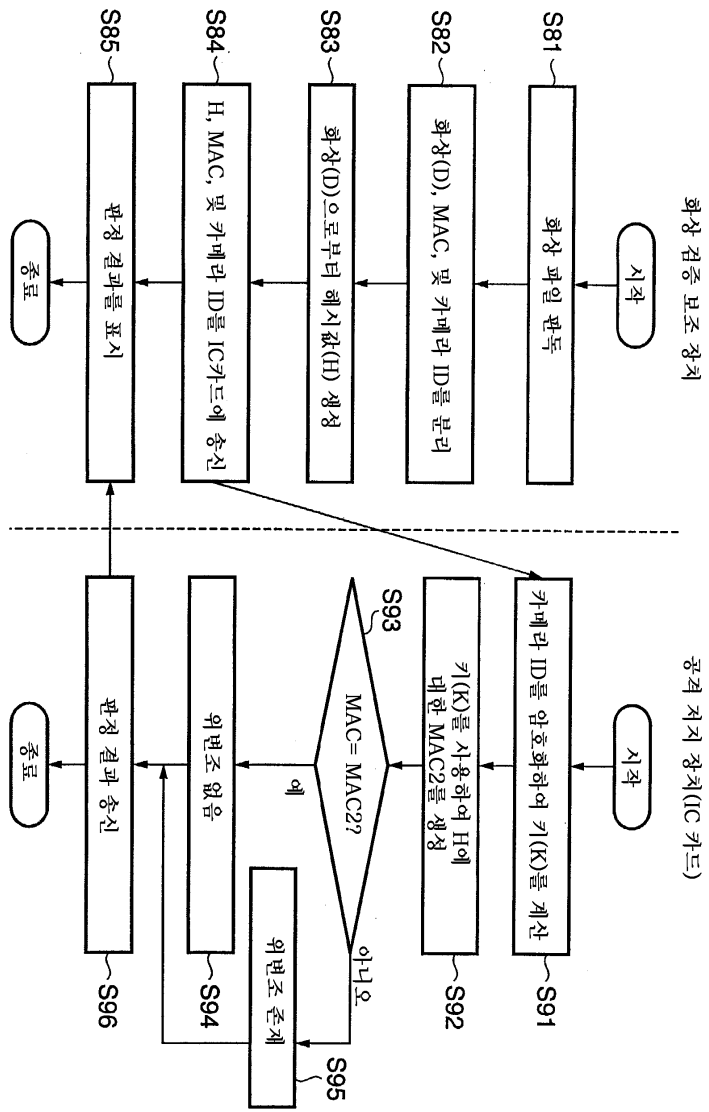 화상 검증 보조 장치
시작
화상 파일 판독
S81
화상(D), MAC, 및 카메라 ID를 분리
S82
화상(D)으로부터 해시값(H) 생성
S83
H, MAC, 및 카메라 ID를 IC카드에 송신
S84
판정 결과를 표시
S85
종료
공격 저지 장치(IC 카드)
시작
카메라 ID를 암호화하여 키(K)를 계산
S91
키(K)를 사용하여 H에
대한 MAC2를 생성
S92
MAC= MAC2?
S93
예
아니오
위변조 없음
S94
위변조 존재
S95
판정 결과 송신
S96
종료